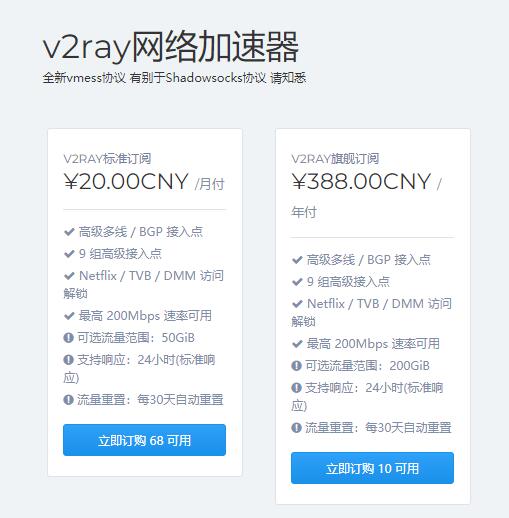 v2ray网络加速器
全新vmess协议 有别于Shadowsocks协议 请知悉
V2RAY标准订阅
¥20.00CNY /月付
高级多线 / BGP 接入点
9 组高级接入点
Netflix / TVB / DMM 访问
解锁
最高 200Mbps 速率可用
可选流量范围：50GiB
支持响应：24小时(标准响
应)
流量重置：每30天自动重置
立即订购 68 可用
V2RAY旗舰订阅
¥388.00CNY /
年付
高级多线 / BGP 接入点
9 组高级接入点
Netflix / TVB / DMM 访问
解锁
最高 200Mbps 速率可用
可选流量范围：200GiB
支持响应：24小时(标准响
应)
流量重置：每30天自动重置
立即订购 10 可用